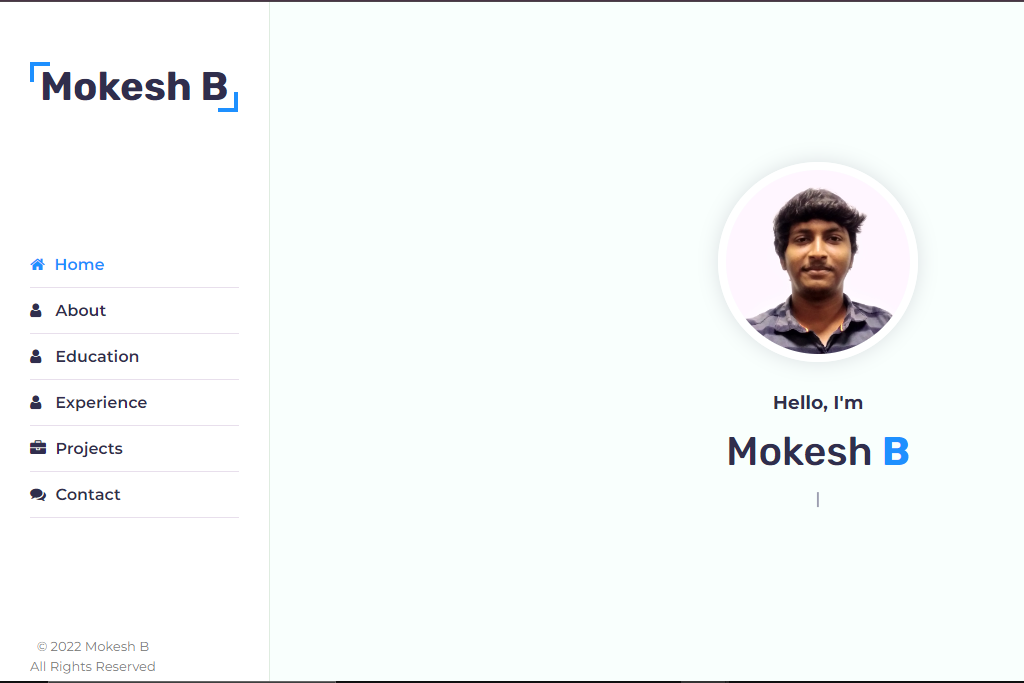 Mokesh B
Home
About
Education
Experience
Projects
Contact
© 2022 Mokesh B
All Rights Reserved
Hello, I'm
Mokesh B
|